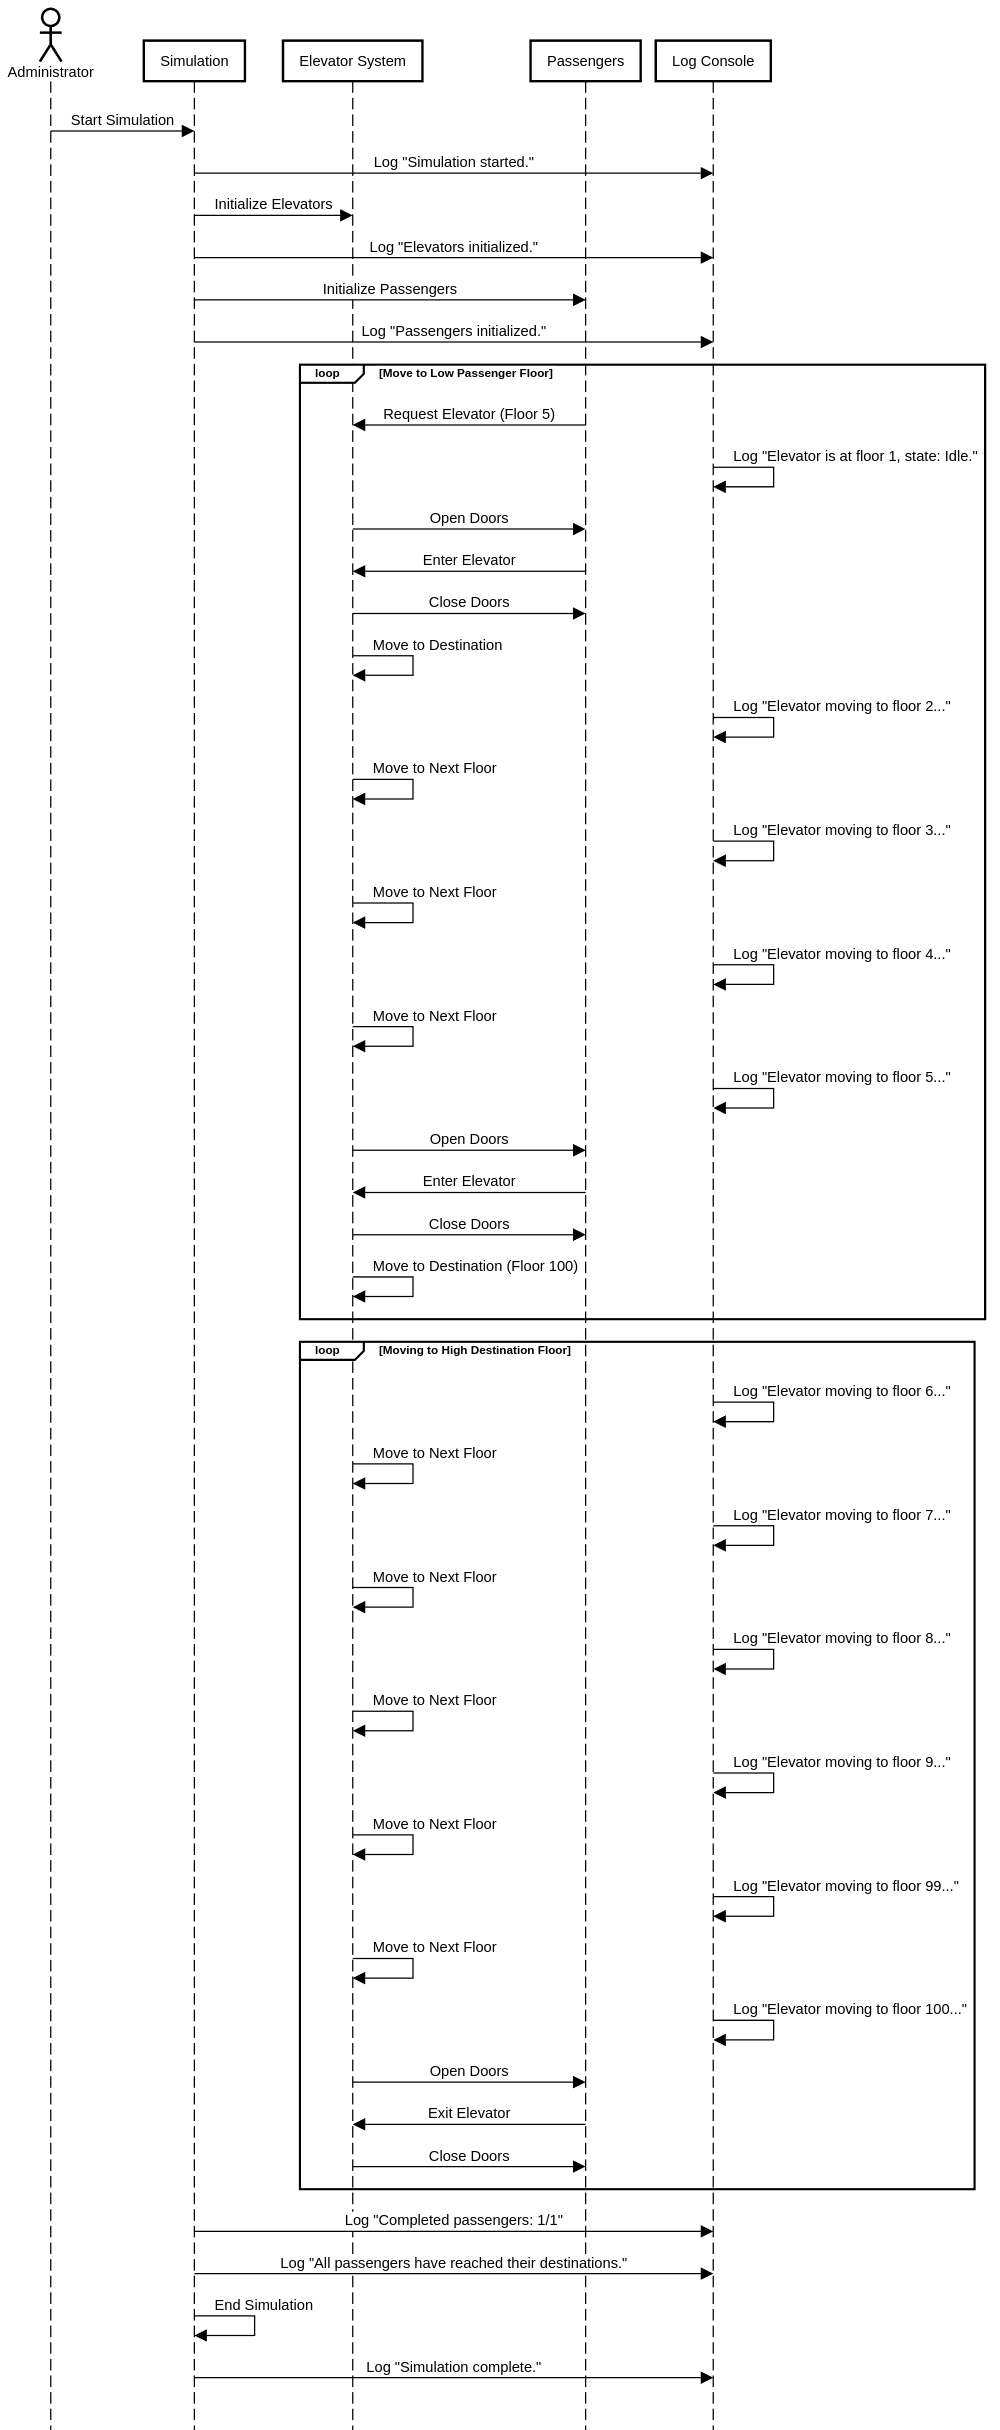 Administrator
Simulation
Elevator System
Passengers
Log Console
Start Simulation
Log "Simulation started."
Initialize Elevators
Log "Elevators initialized."
Initialize Passengers
Log "Passengers initialized."
loop [Move to Low Passenger Floor]
Request Elevator (Floor 5)
Log "Elevator is at floor 1, state: Idle."
Open Doors
Enter Elevator
Close Doors
Move to Destination
Log "Elevator moving to floor 2..."
Move to Next Floor
Log "Elevator moving to floor 3..."
Move to Next Floor
Log "Elevator moving to floor 4..."
Move to Next Floor
Log "Elevator moving to floor 5..."
Open Doors
Enter Elevator
Close Doors
Move to Destination (Floor 100)
loop [Moving to High Destination Floor]
Log "Elevator moving to floor 6..."
Move to Next Floor
Log "Elevator moving to floor 7..."
Move to Next Floor
Log "Elevator moving to floor 8..."
Move to Next Floor
Log "Elevator moving to floor 9..."
Move to Next Floor
Log "Elevator moving to floor 99..."
Move to Next Floor
Log "Elevator moving to floor 100..."
Open Doors
Exit Elevator
Close Doors
Log "Completed passengers: 1/1"
Log "All passengers have reached their destinations."
End Simulation
Log "Simulation complete."